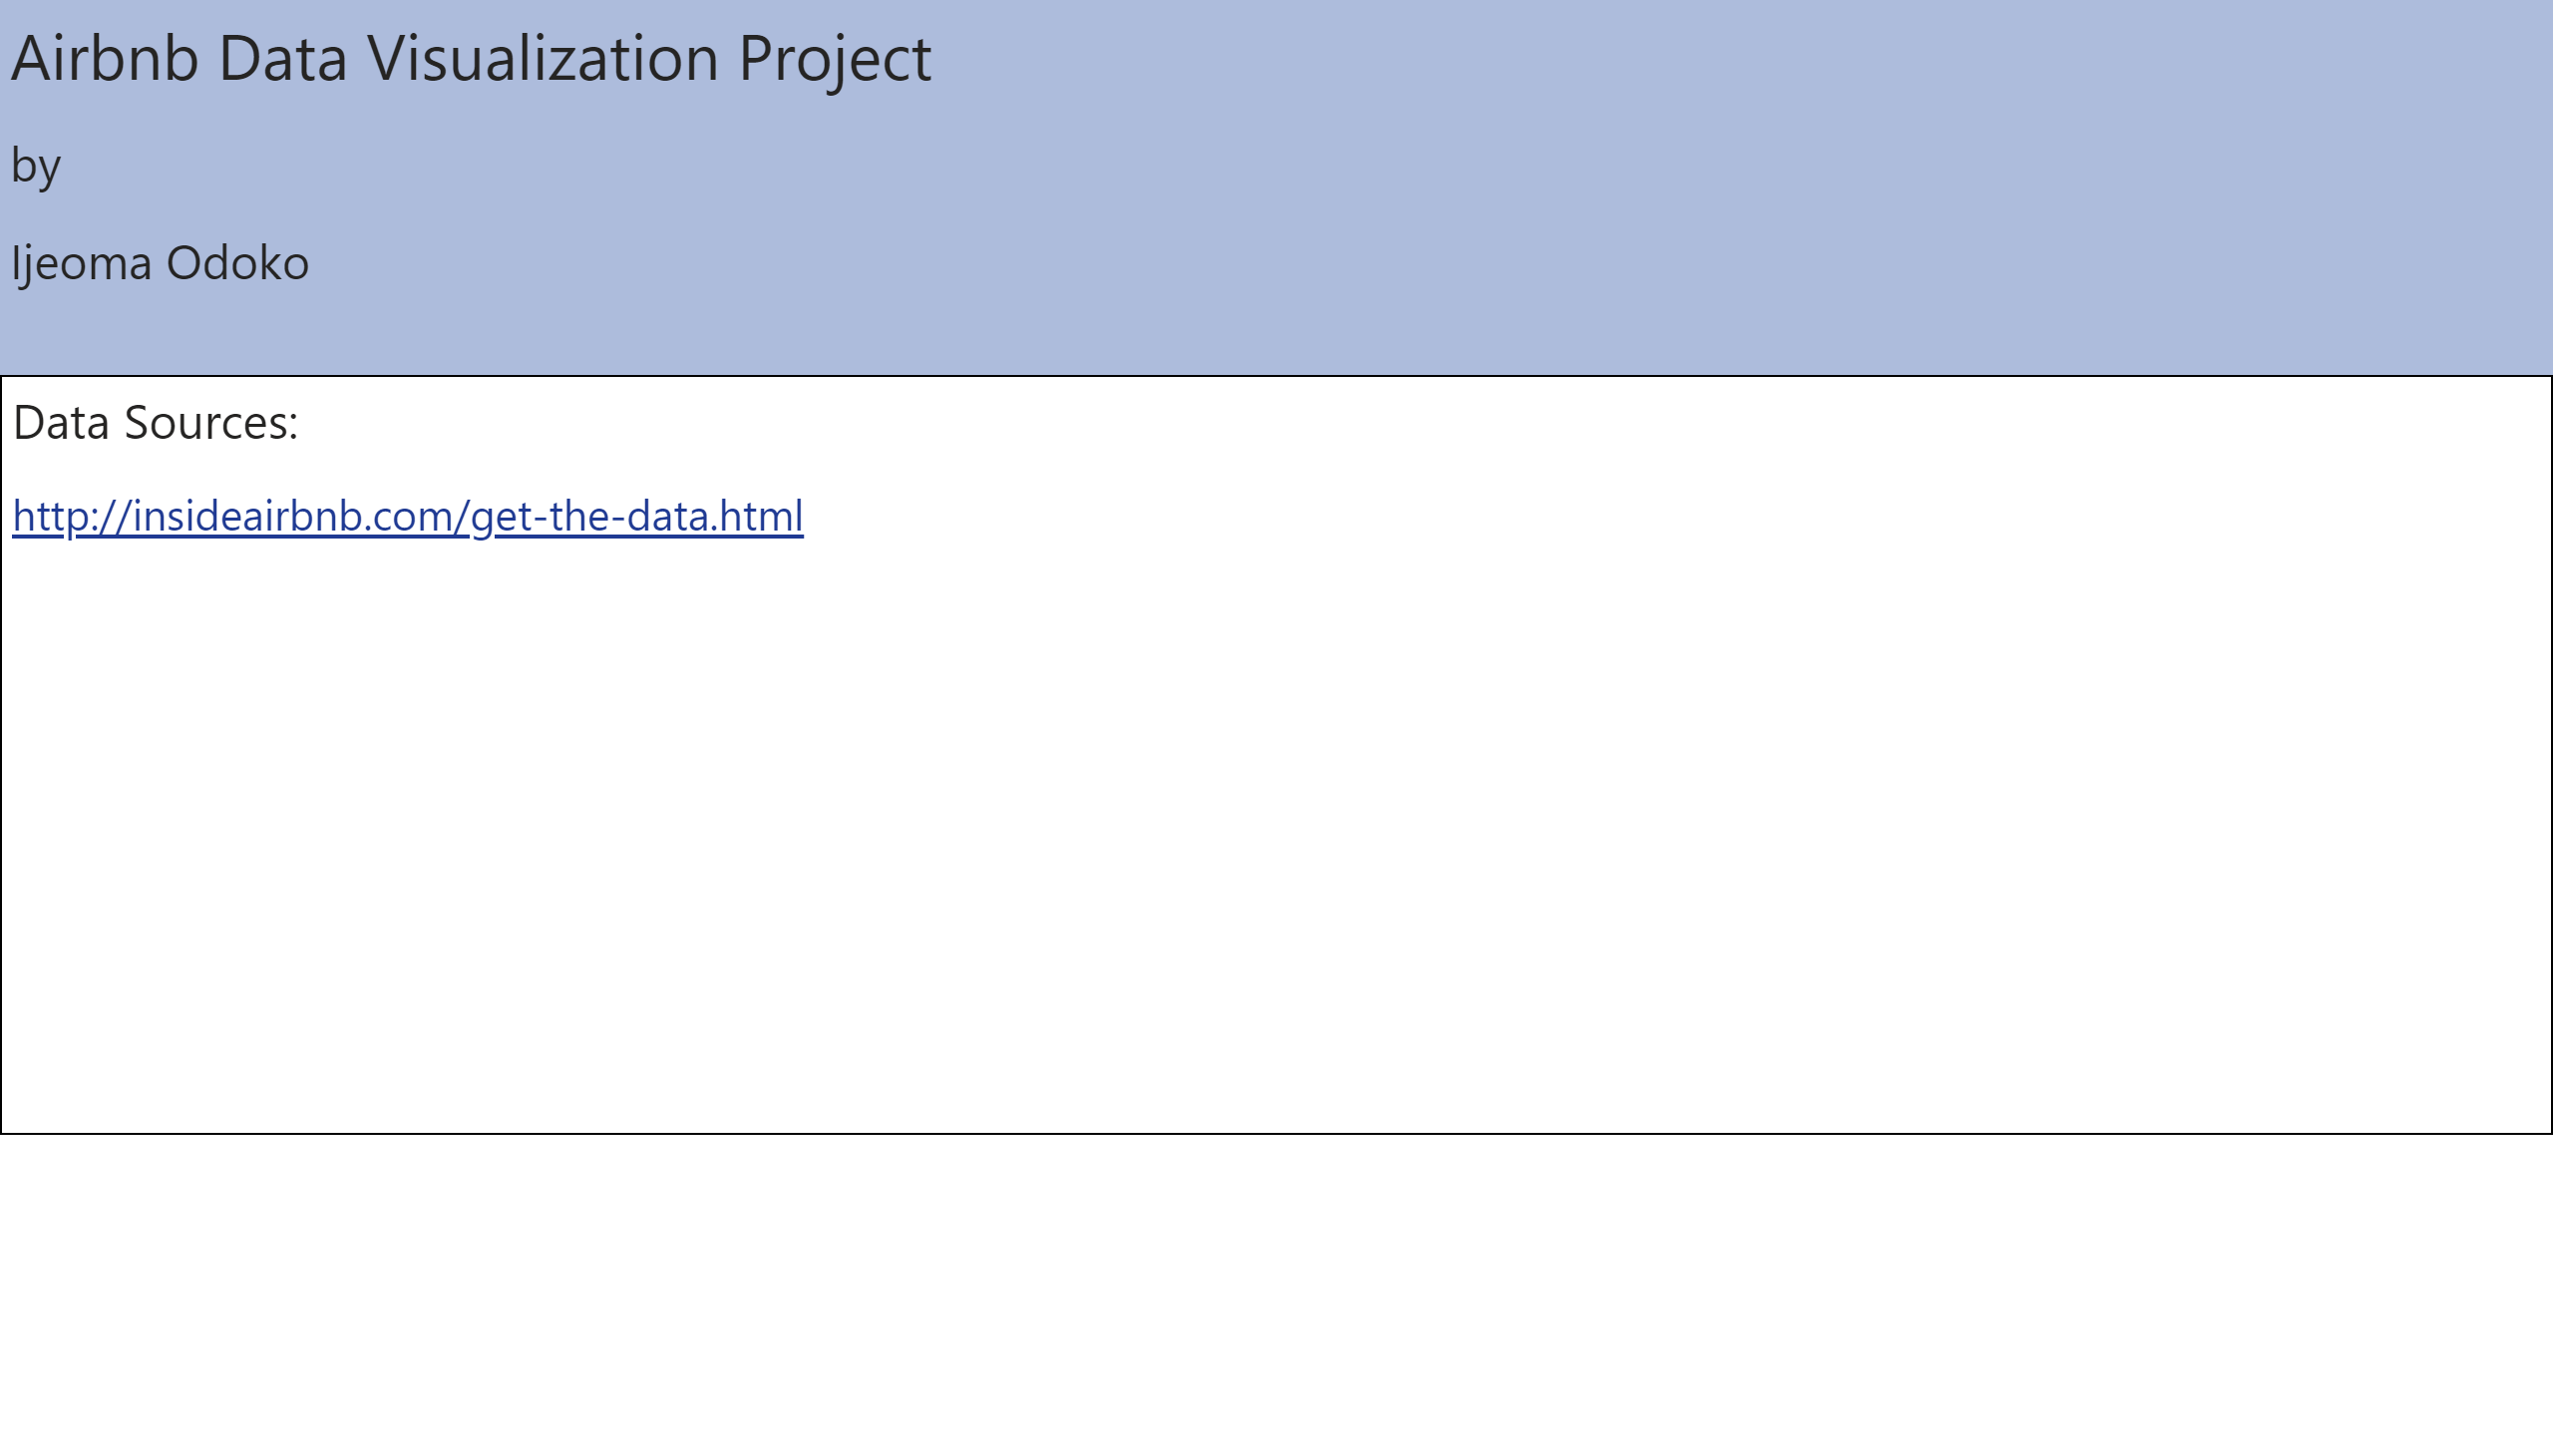 Airbnb Data Visualization Project
by
Ijeoma Odoko
Data Sources:
http://insideairbnb.com/get-the-data.html